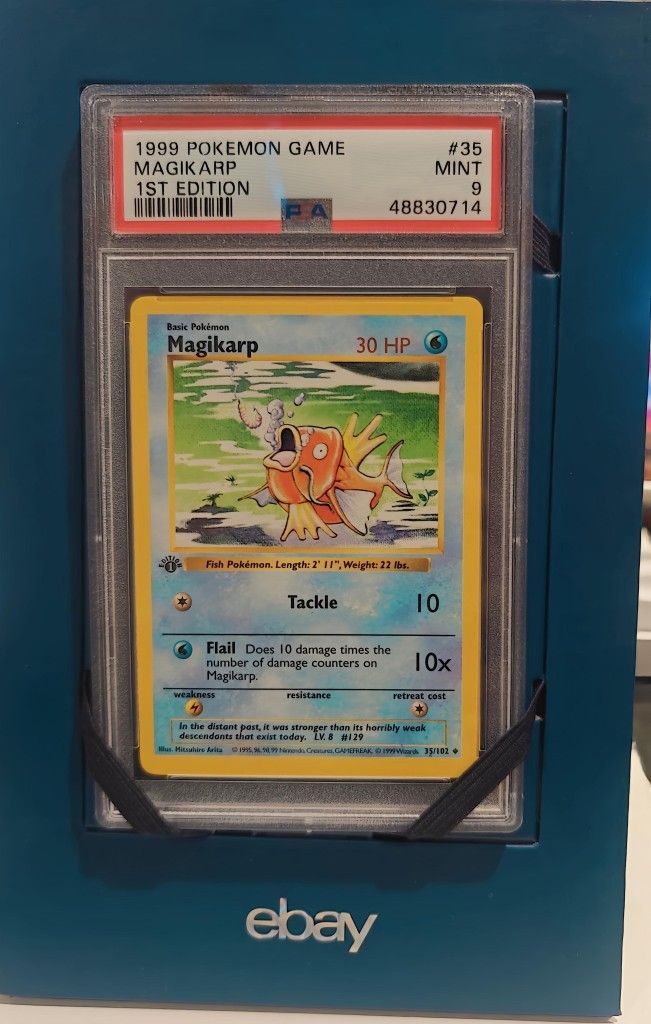 1999 POKEMON GAME #35
MAGIKARP MINT
1ST EDITION 9
48830714
Basic Pokémon
Magikarp 30 HP
EDITION
1
Fish Pokémon. Length: 2' 11", Weight: 22 lbs.
Tackle 10
Flail Does 10 damage times the
number of damage counters on
Magikarp.
10x
weakness resistance retreat cost
In the distant past, it was stronger than its horribly weak
descendants that exist today. LV. 8 #129
Illus. Mitsuhiro Arita © 1995, 96, 98, 99 Nintendo, Creatures, GAMEFREAK. © 1999 Wizards. 35/102
ebay